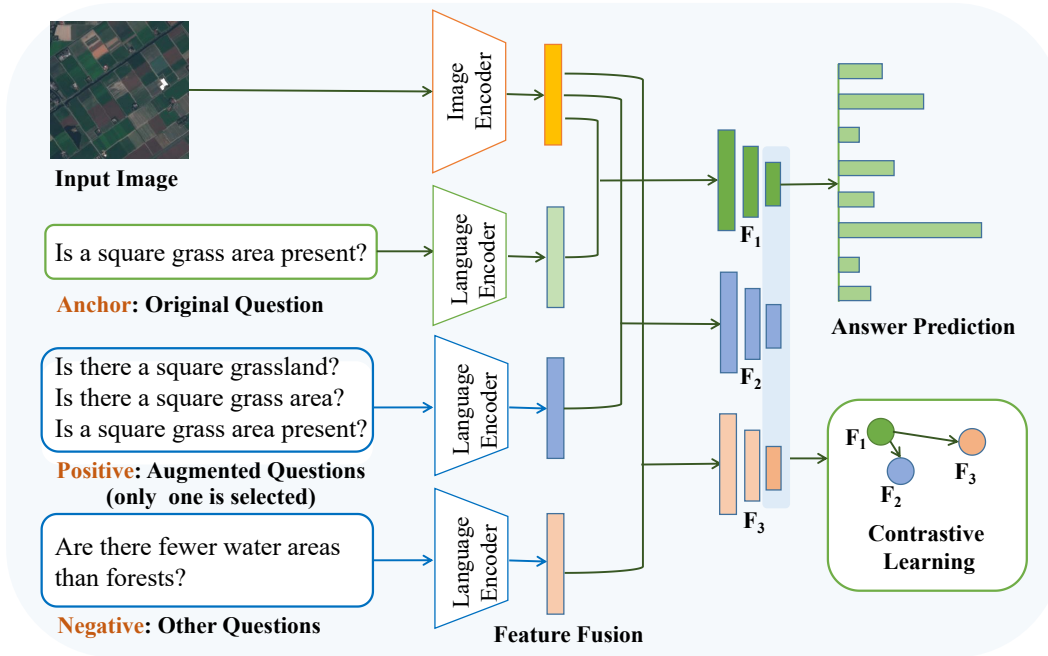 Input Image
Image
Encoder
Is a square grass area present?
Anchor: Original Question
Language
Encoder
Is there a square grassland?
Is there a square grass area?
Is a square grass area present?
Positive: Augmented Questions
(only one is selected)
Language
Encoder
Are there fewer water areas
than forests?
Negative: Other Questions
Language
Encoder
Feature Fusion
F1
F2
F3
Answer Prediction
F1
F2
F3
Contrastive
Learning